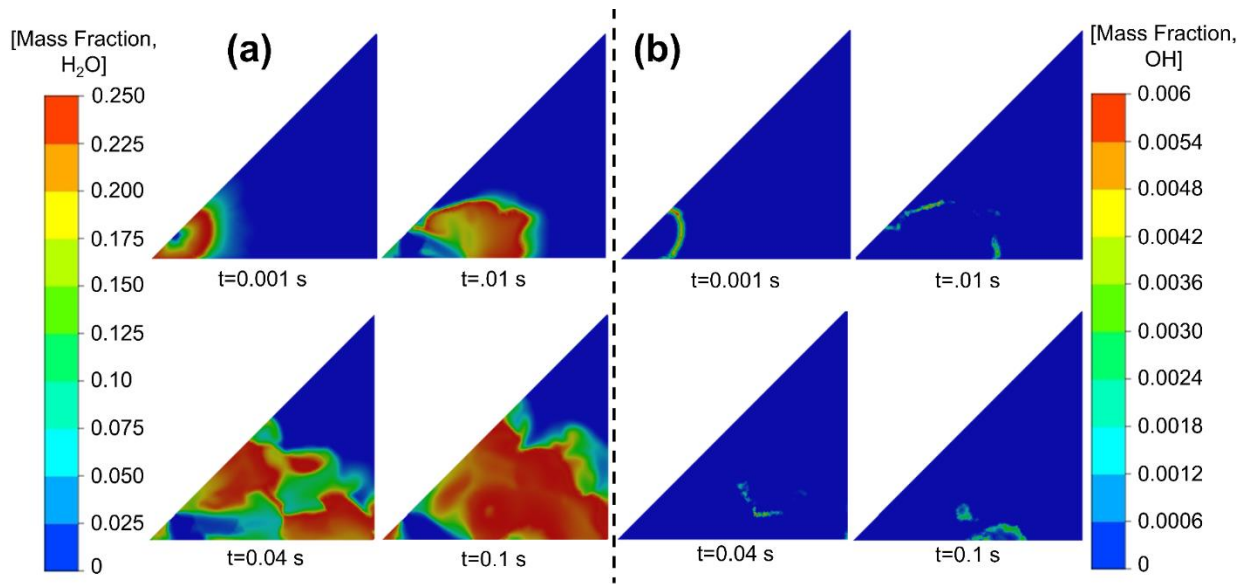 [Mass Fraction,
H₂O]
(a)
0.250
0.225
0.200
0.175
0.150
0.125
0.10
0.075
0.050
0.025
0
t=0.001 s
t=.01 s
t=0.04 s
t=0.1 s
(b)
t=0.001 s
t=.01 s
t=0.04 s
t=0.1 s
[Mass Fraction,
OH]
0.006
0.0054
0.0048
0.0042
0.0036
0.0030
0.0024
0.0018
0.0012
0.0006
0